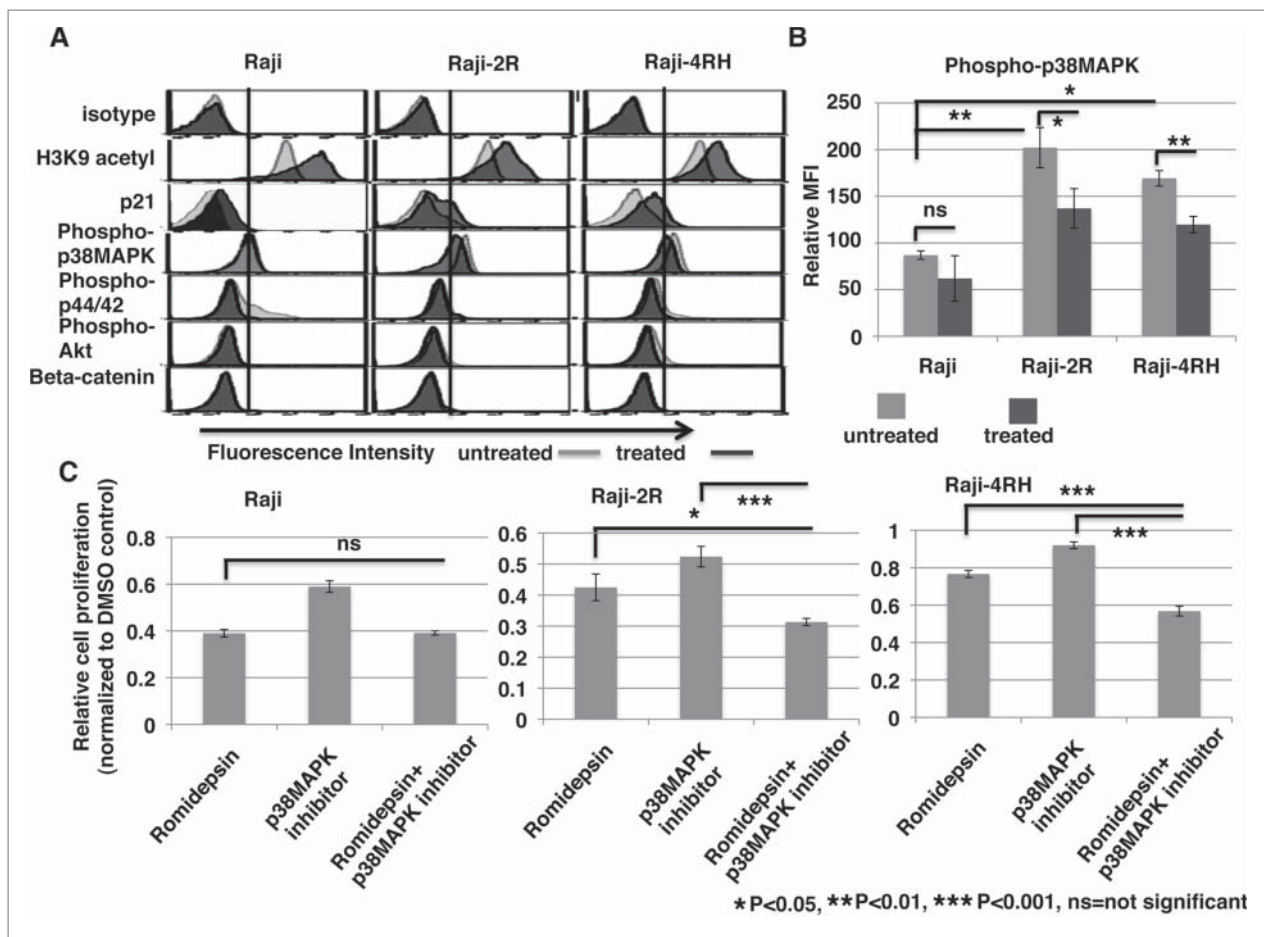 A
Raji
Raji-2R
Raji-4RH
isotype
H3K9 acetyl
p21
Phospho-
p38MAPK
Phospho-
p44/42
Phospho-
Akt
Beta-catenin
Fluorescence Intensity untreated treated
B
Phospho-p38MAPK
Relative MFI
250
200
150
100
50
0
ns
**
*
*
**
Raji
Raji-2R
Raji-4RH
untreated
treated
C
Relative cell proliferation
(normalized to DMSO control)
Raji
0.8
0.6
0.4
0.2
0
ns
Romidepsin
p38MAPK
inhibitor
Romidepsin+
p38MAPK inhibitor
Raji-2R
0.6
0.5
0.4
0.3
0.2
0.1
0
***
*
Romidepsin
p38MAPK
inhibitor
Romidepsin+
p38MAPK inhibitor
Raji-4RH
1
0.8
0.6
0.4
0.2
0
***
***
Romidepsin
p38MAPK
inhibitor
Romidepsin+
p38MAPK inhibitor
*P<0.05, **P<0.01, ***P<0.001, ns=not significant